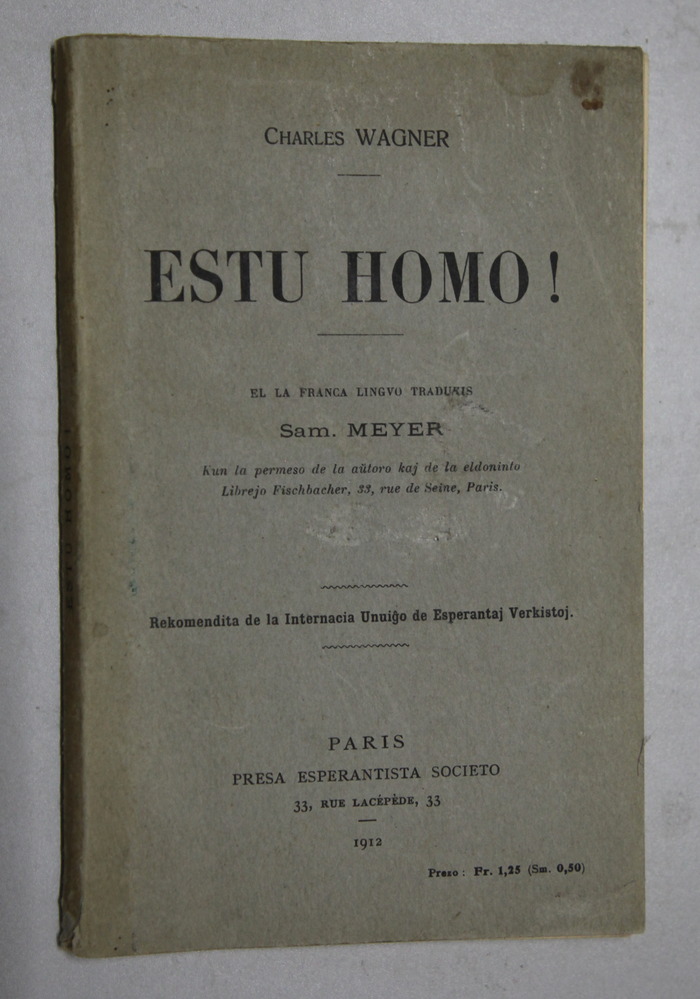 CHARLES WAGNER
ESTU HOMO !
EL LA FRANCA LINGVO TRADUKIS
Sam. MEYER
Kun la permeso de la aŭtoro kaj de la eldoninto
Librejo Fischbacher, 33, rue de Seine, Paris.
Rekomendita de la Internacia Unuiĝo de Esperantaj Verkistoj.
PARIS
PRESA ESPERANTISTA SOCIETO
33, RUE LACÉPÈDE, 33
1912
Prezo : Fr. 1,25 (Sm. 0,50)
ESTU HOMO!